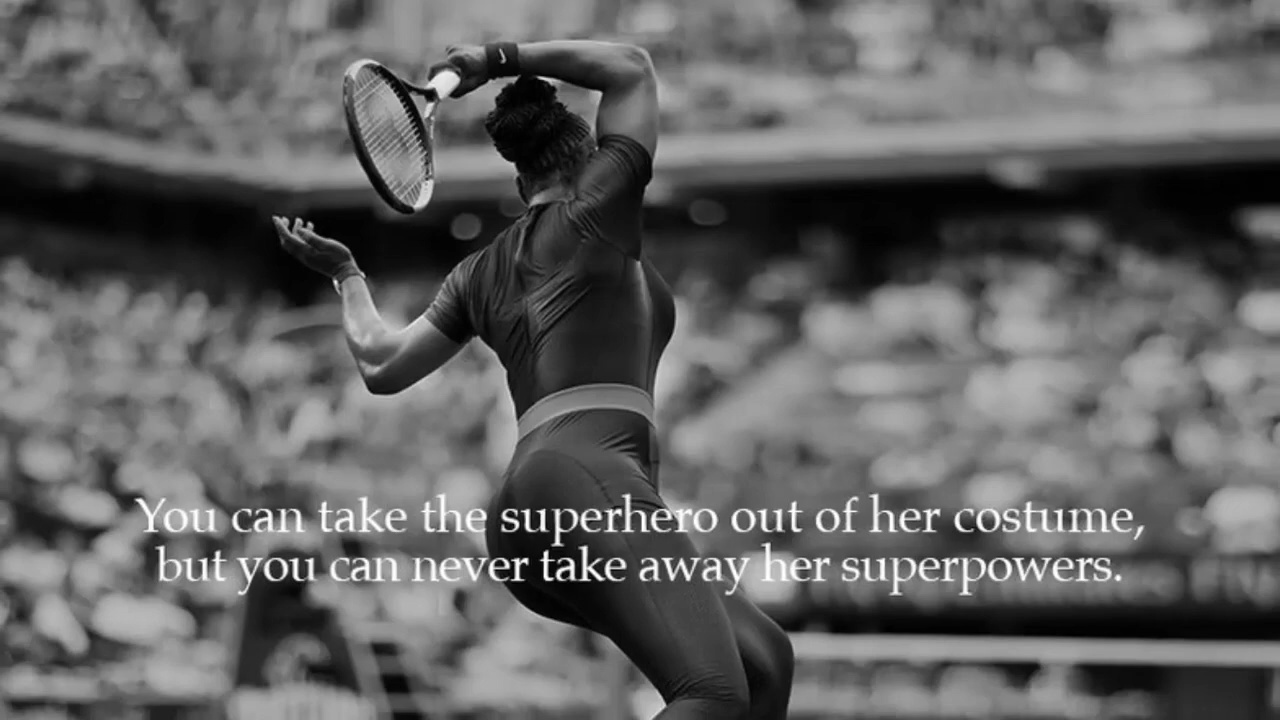 You can take the superhero out of her costume,
but you can never take away her superpowers.